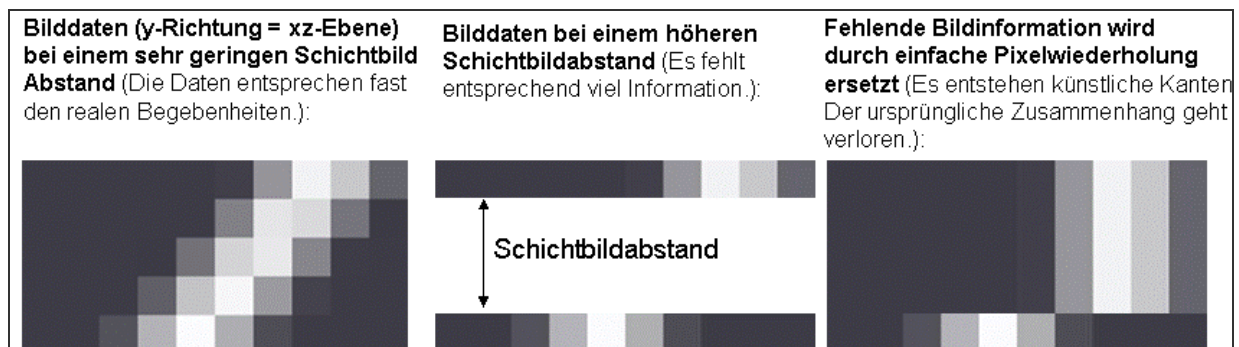 Bilddaten (y-Richtung = xz-Ebene)
bei einem sehr geringen Schichtbild
Abstand (Die Daten entsprechen fast
den realen Begebenheiten.):
Bilddaten bei einem höheren
Schichtbildabstand (Es fehlt
entsprechend viel Information.):
Fehlende Bildinformation wird
durch einfache Pixelwiederholung
ersetzt (Es entstehen künstliche Kanten
Der ursprüngliche Zusammenhang geht
verloren.):
Schichtbildabstand